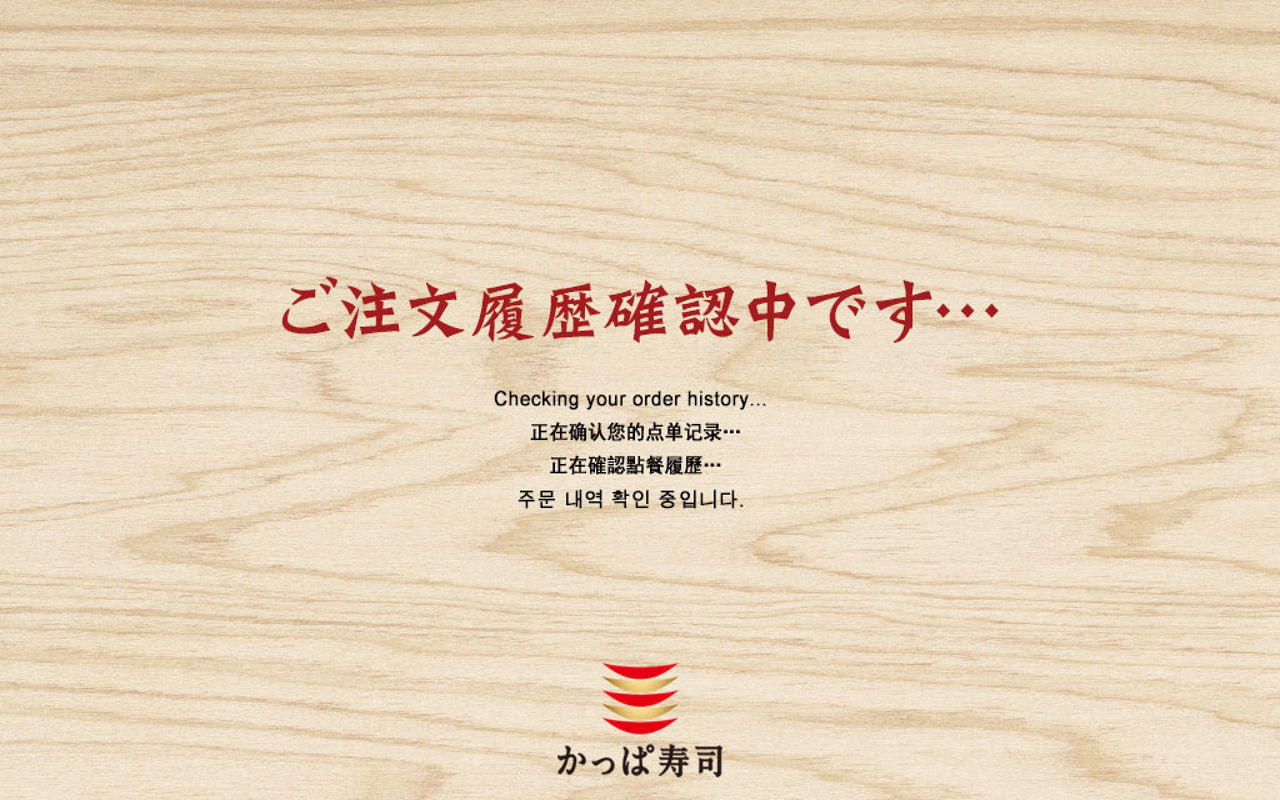 ご注文履歴確認中です…
Checking your order history...
正在确认您的点单记录…
正在確認點餐履歷…
주문 내역 확인 중입니다.
かっぱ寿司